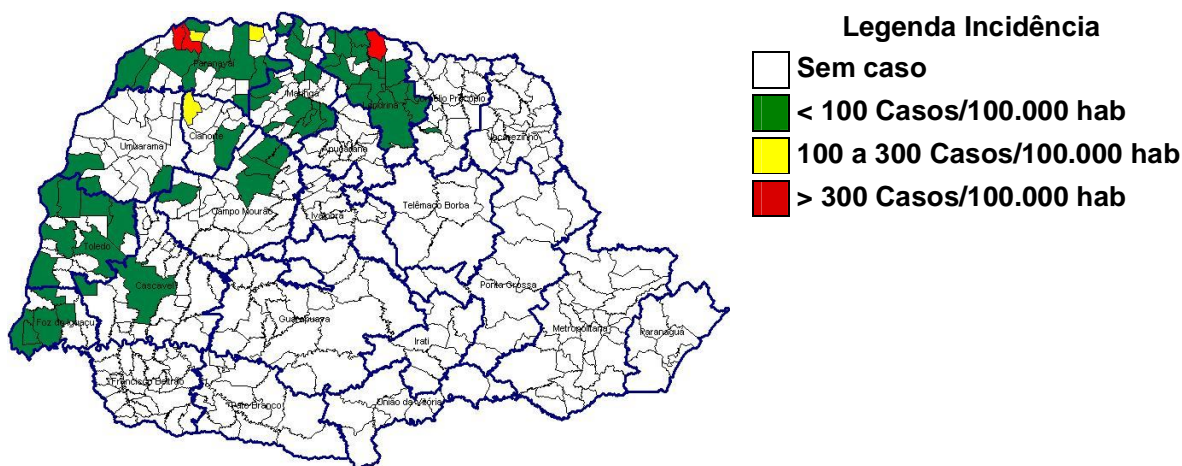 Legenda Incidência
Sem caso
< 100 Casos/100.000 hab
100 a 300 Casos/100.000 hab
> 300 Casos/100.000 hab
Paranavaí
Maringá
Londrina
Cornélio Procópio
Jacarezinho
Cianorte
Umuarama
Apucarana
Campo Mourão
Ivaiporã
Telêmaco Borba
Toledo
Cascavel
Ponta Grossa
Foz do Iguaçu
Guarapuava
Irati
Metropolitana
Paranaguá
Francisco Beltrão
Pato Branco
União da Vitória